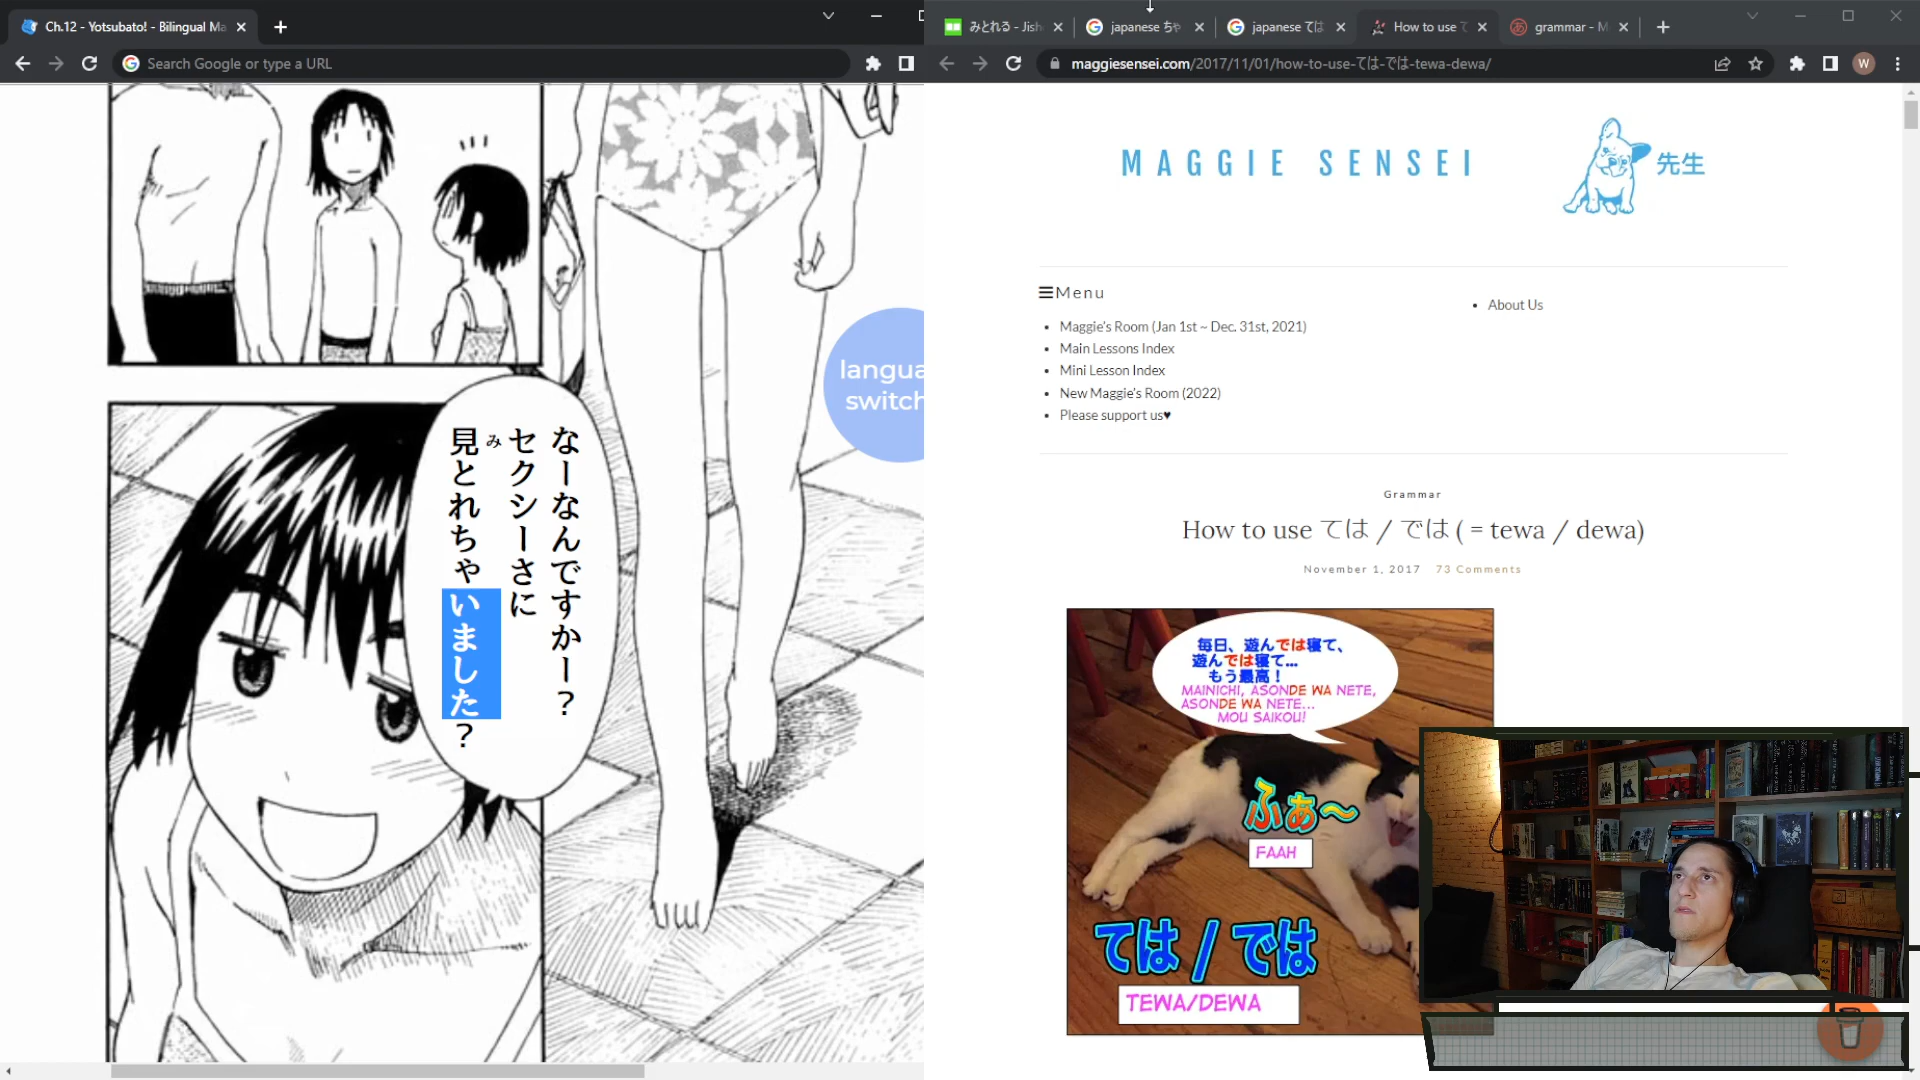 Ch.12 - Yotsubato! - Bilingual Ma
Search Google or type a URL
みとれる - Jish
japanese ちゃ
japanese ては
How to use て
grammar - M
maggiesensei.com/2017/11/01/how-to-use-ては-では-tewa-dewa/
W
なーなんですかー？
セクシーさに
見とれちゃいました？
み
langua
switch
MAGGIE SENSEI
先生
Menu
Maggie's Room (Jan 1st ~ Dec. 31st, 2021)
Main Lessons Index
Mini Lesson Index
New Maggie's Room (2022)
Please support us♥
About Us
Grammar
How to use ては / では ( = tewa / dewa)
November 1, 2017 73 Comments
毎日、遊んでは寝て、
遊んでは寝て...
もう最高！
MAINICHI, ASONDE WA NETE,
ASONDE WA NETE...
MOU SAIKOU!
ふぁ〜
FAAH
ては / では
TEWA/DEWA